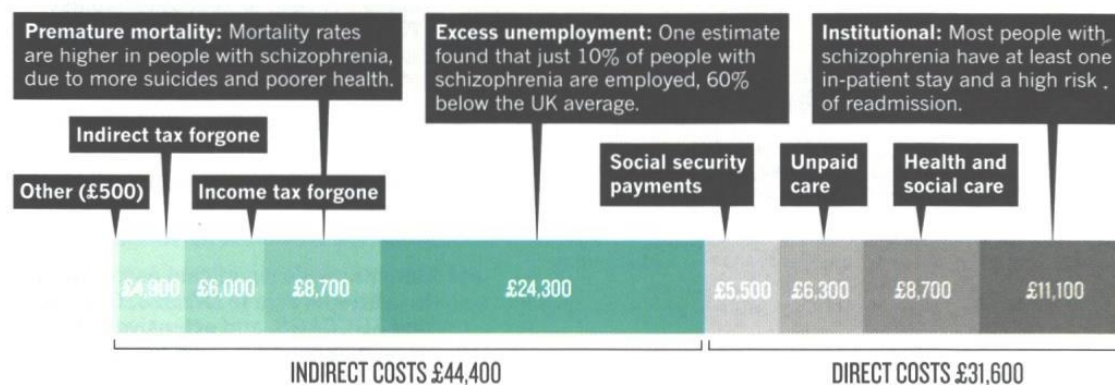 Premature mortality: Mortality rates
are higher in people with schizophrenia,
due to more suicides and poorer health.
Excess unemployment: One estimate
found that just 10% of people with
schizophrenia are employed, 60%
below the UK average.
Institutional: Most people with
schizophrenia have at least one
in-patient stay and a high risk
of readmission.
Indirect tax forgone
Other (£500)
Income tax forgone
Social security
payments
Unpaid
care
Health and
social care
£4,900
£6,000
£8,700
£24,300
£5,500
£6,300
£8,700
£11,100
INDIRECT COSTS £44,400
DIRECT COSTS £31,600